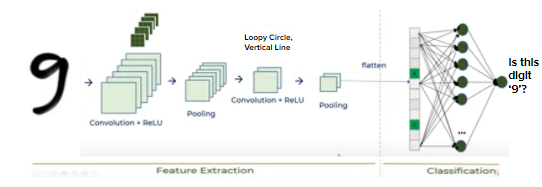 9
Convolution + ReLU
Pooling
Loopy Circle,
Vertical Line
Convolution + ReLU
Pooling
flatten
Is this
digit
'9'?
...
Feature Extraction
Classification